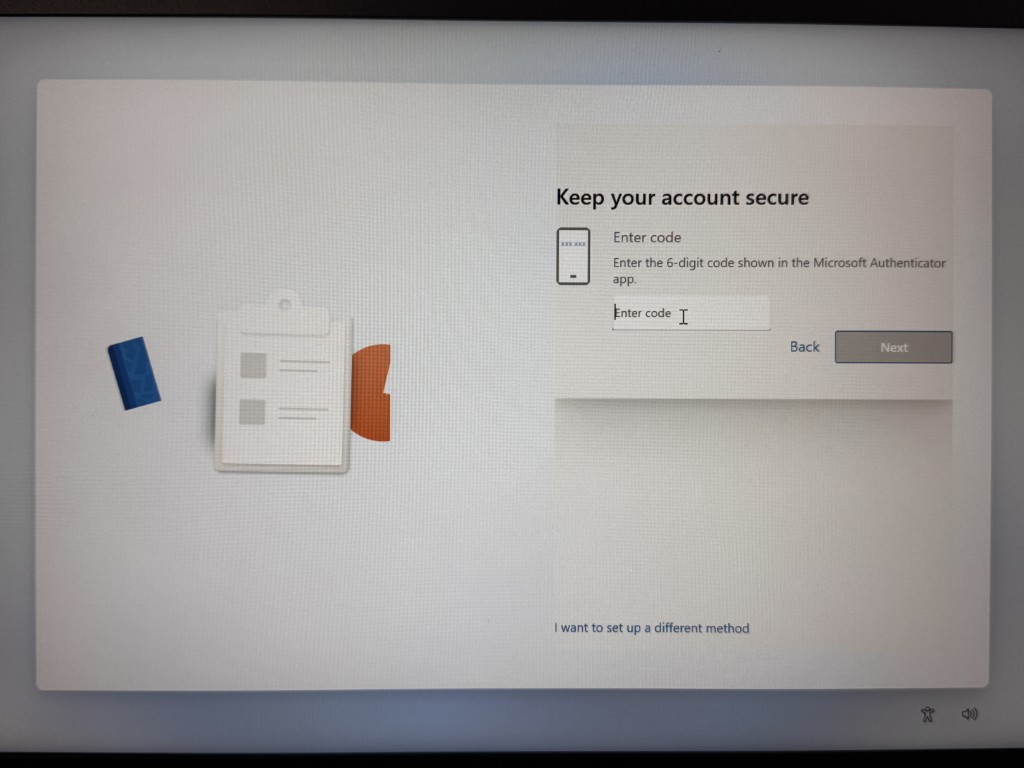 Keep your account secure
XXX XXX
Enter code
Enter the 6-digit code shown in the Microsoft Authenticator
app.
Enter code
Back
Next
I want to set up a different method